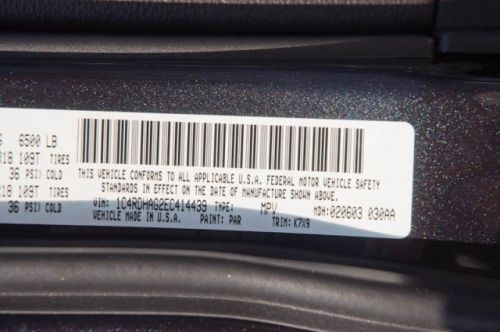 G 6500 LB
R18 109T TIRES
36 PSI) COLD
R18 109T TIRES
36 PSI) COLD
THIS VEHICLE CONFORMS TO ALL APPLICABLE U.S.A. FEDERAL MOTOR VEHICLE SAFETY
STANDARDS IN EFFECT ON THE DATE OF MANUFACTURE SHOWN ABOVE.
VIN: 1C4RDHAG2EC414439 TYPE: MPV MDH: 020603 030AA
VEHICLE MADE IN U.S.A. PAINT: PAR TRIM: K7X9